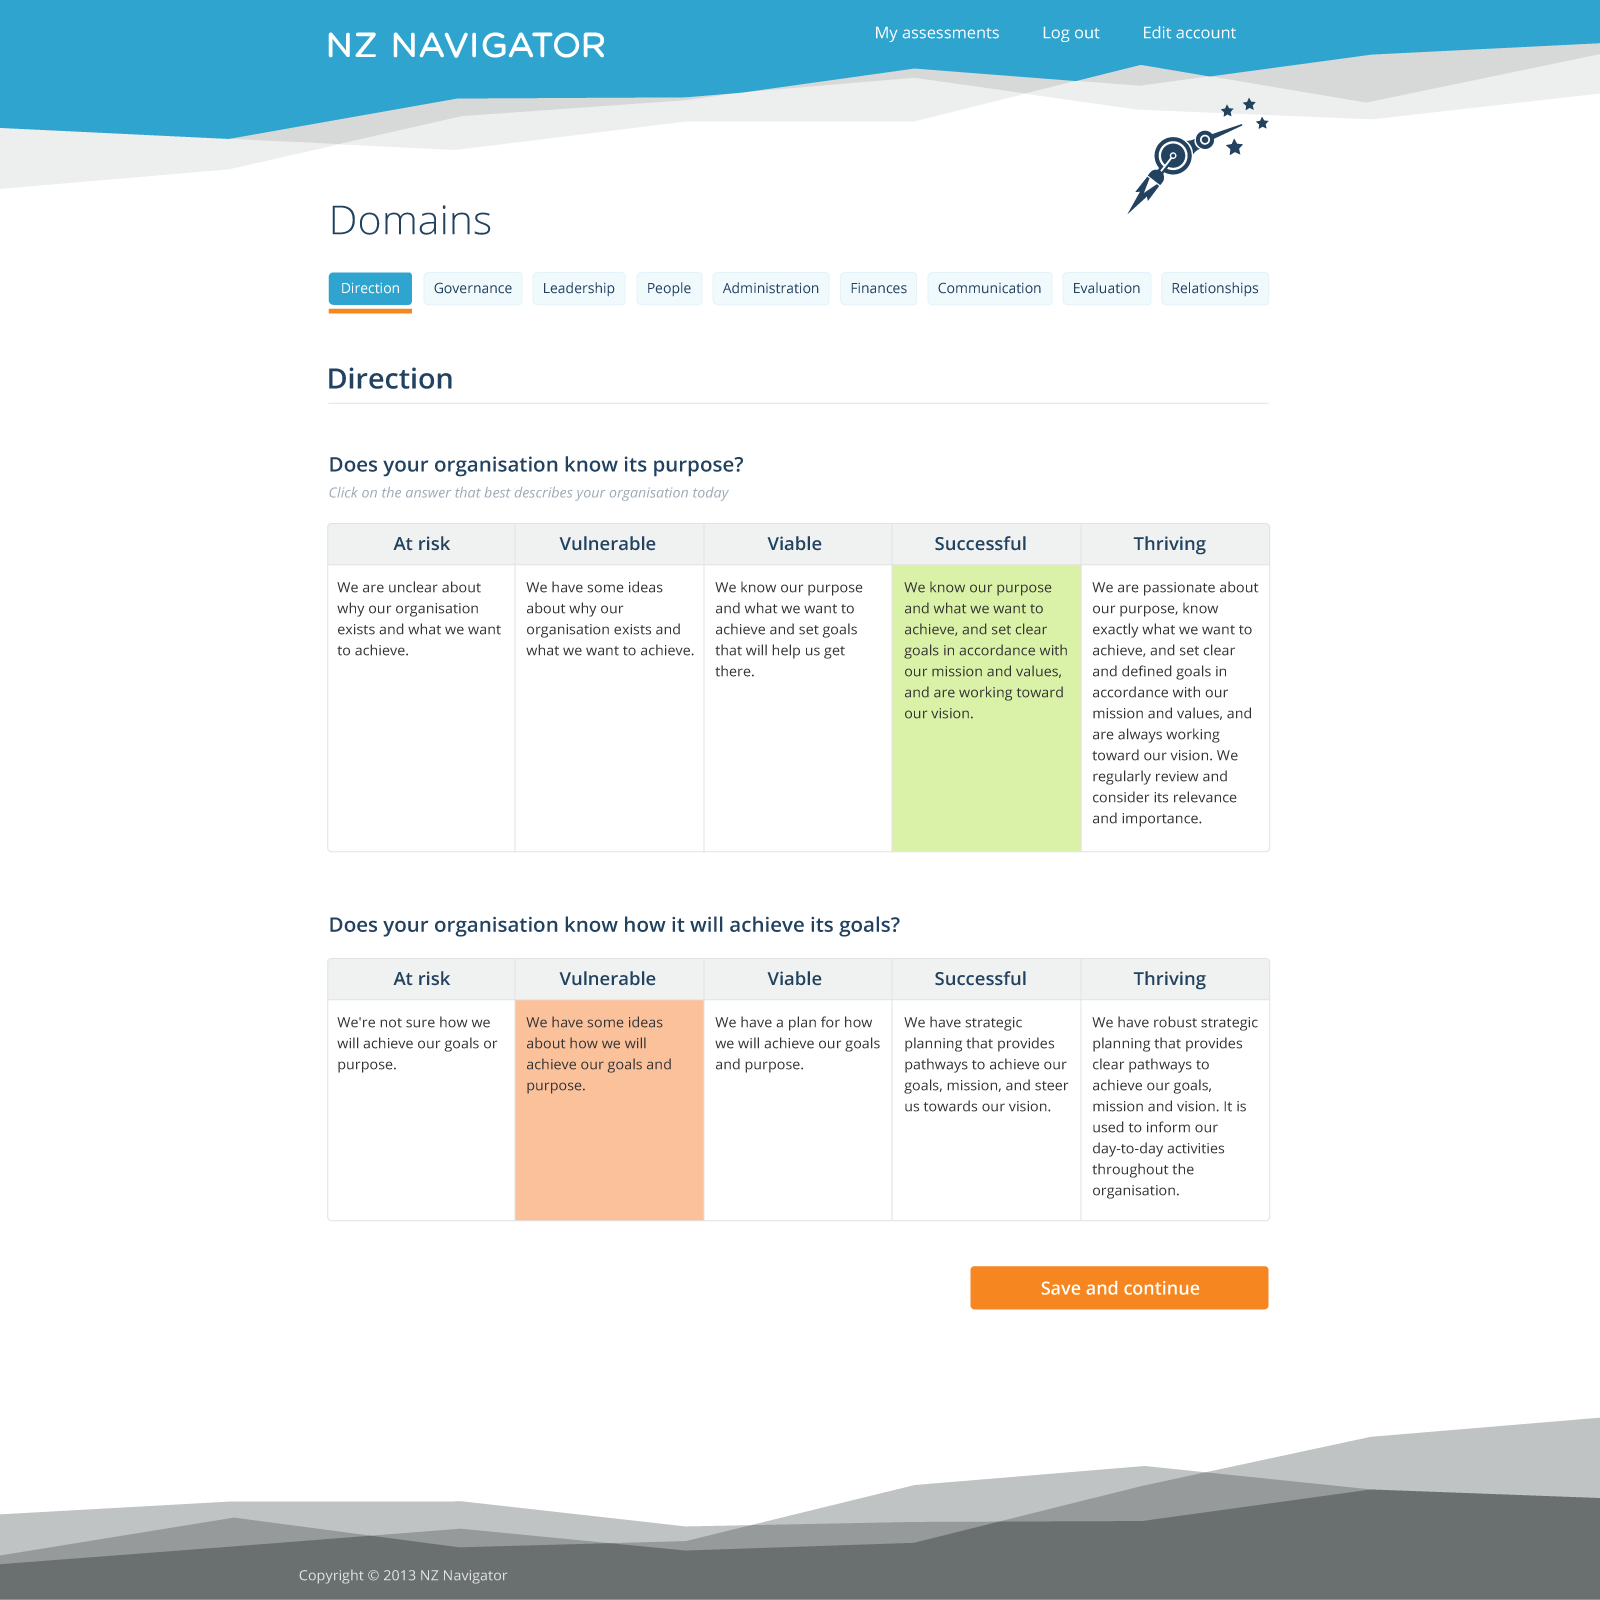 NZ NAVIGATOR
My assessments
Log out
Edit account
Domains
Direction
Governance
Leadership
People
Administration
Finances
Communication
Evaluation
Relationships
Direction
Does your organisation know its purpose?
Click on the answer that best describes your organisation today
At risk
Vulnerable
Viable
Successful
Thriving
We are unclear about
why our organisation
exists and what we want
to achieve.
We have some ideas
about why our
organisation exists and
what we want to achieve.
We know our purpose
and what we want to
achieve and set goals
that will help us get
there.
We know our purpose
and what we want to
achieve, and set clear
goals in accordance with
our mission and values,
and are working toward
our vision.
We are passionate about
our purpose, know
exactly what we want to
achieve, and set clear
and defined goals in
accordance with our
mission and values, and
are always working
toward our vision. We
regularly review and
consider its relevance
and importance.
Does your organisation know how it will achieve its goals?
At risk
Vulnerable
Viable
Successful
Thriving
We're not sure how we
will achieve our goals or
purpose.
We have some ideas
about how we will
achieve our goals and
purpose.
We have a plan for how
we will achieve our goals
and purpose.
We have strategic
planning that provides
pathways to achieve our
goals, mission, and steer
us towards our vision.
We have robust strategic
planning that provides
clear pathways to
achieve our goals,
mission and vision. It is
used to inform our
day-to-day activities
throughout the
organisation.
Save and continue
Copyright © 2013 NZ Navigator